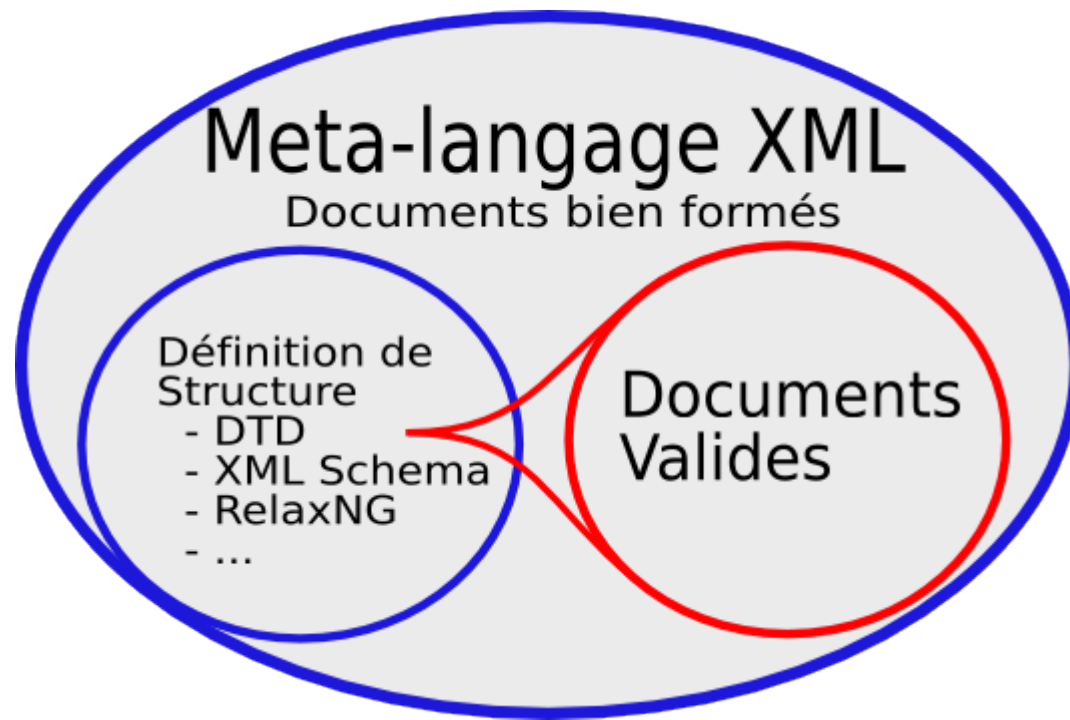 Meta-langage XML
Documents bien formés
Définition de
Structure
- DTD
- XML Schema
- RelaxNG
- ...
Documents
Valides